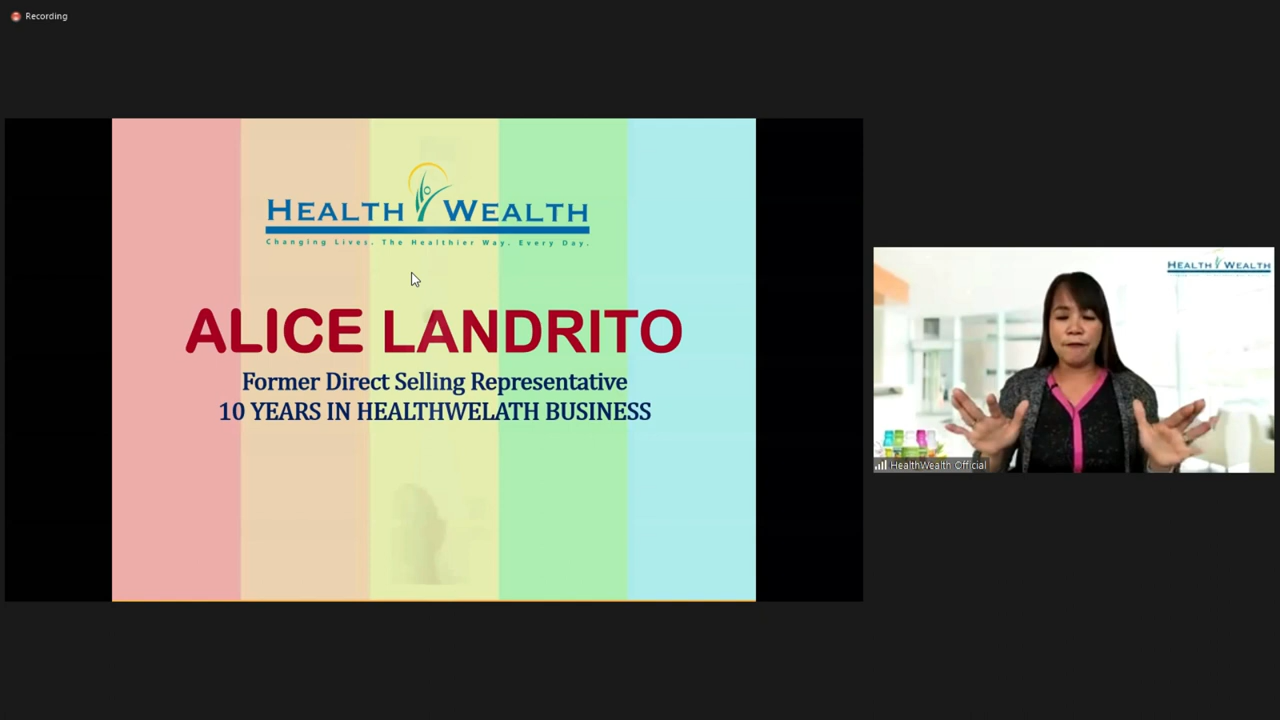 Recording
HEALTH WEALTH
Changing Lives. The Healthier Way. Every Day.
ALICE LANDRITO
Former Direct Selling Representative
10 YEARS IN HEALTHWELATH BUSINESS
HEALTH WEALTH
HealthWealth Official